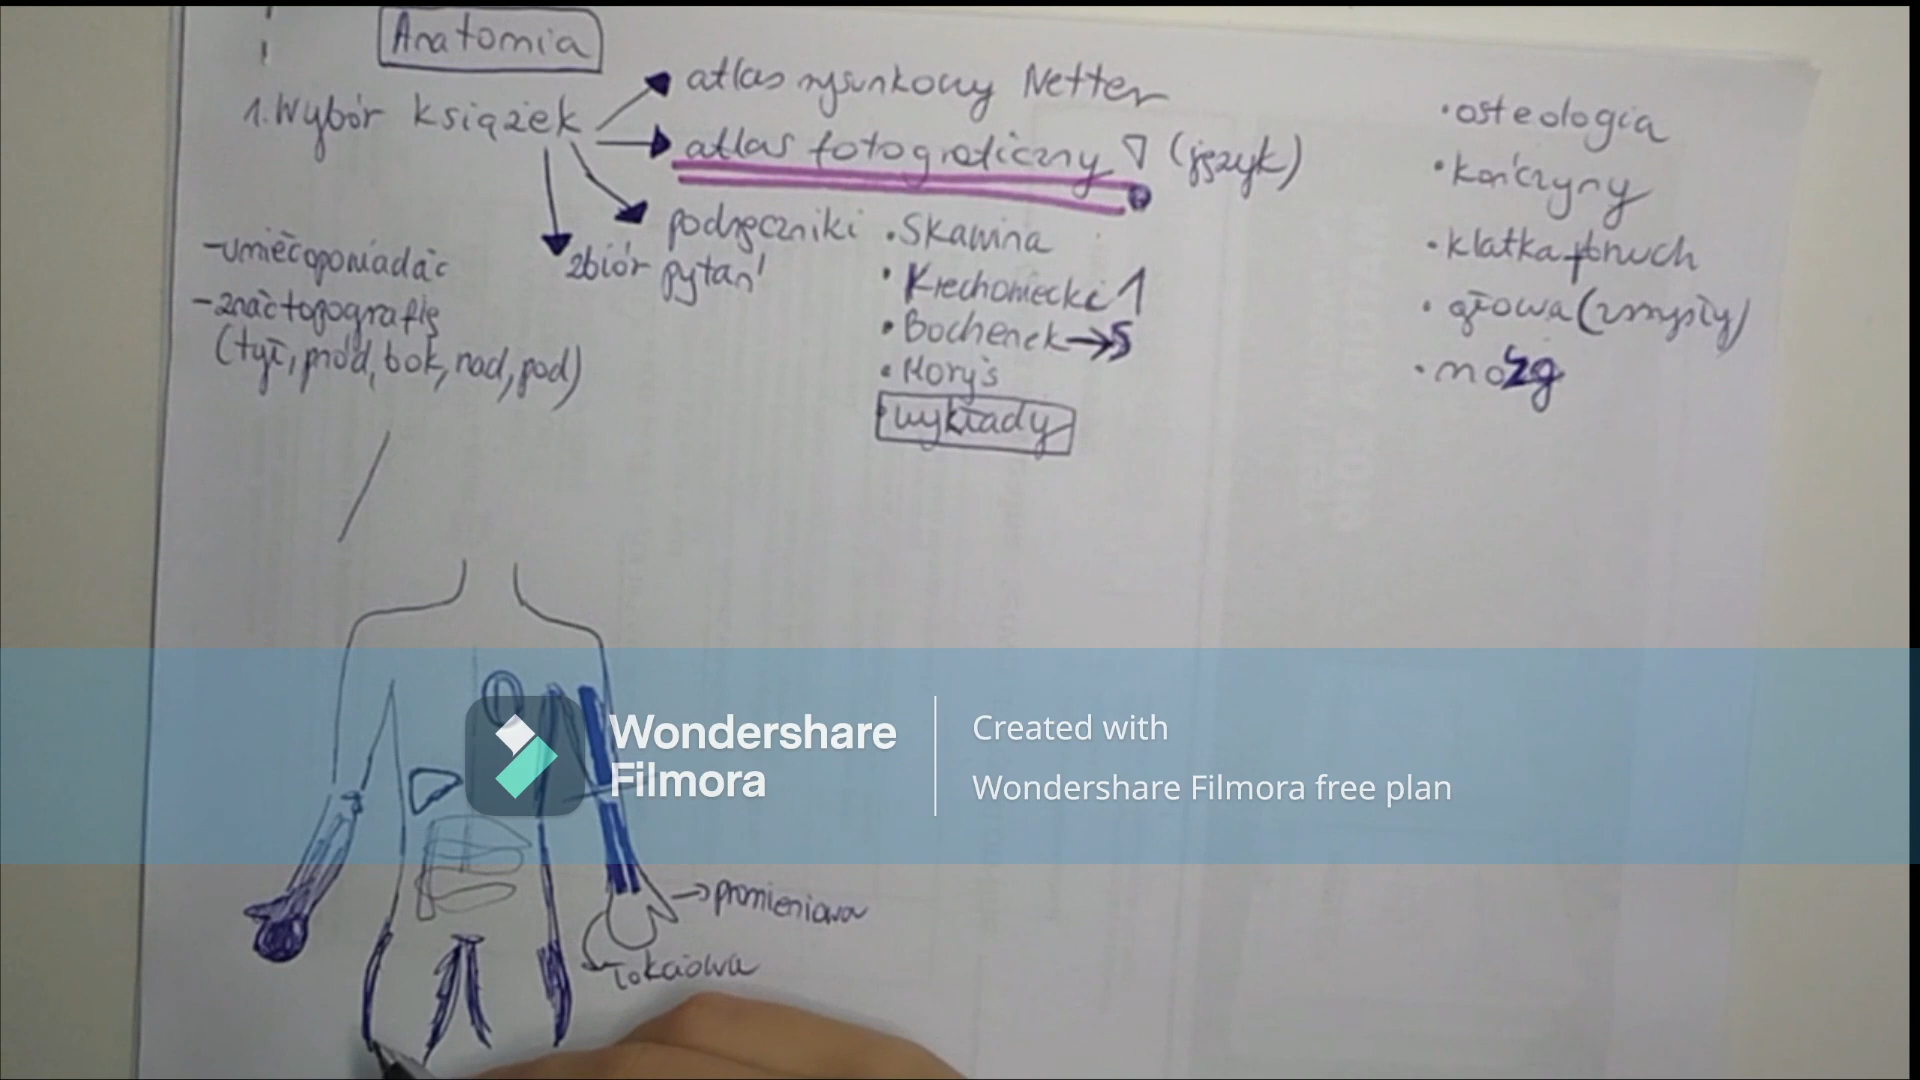 Anatomia
1. Wybór książek
atlas rysunkowy Netter
atlas fotograficzny (język)
podręczniki
zbiór pytań
• Skawina
• Krechowiecki 1
• Bochenek → 5
• Moryś
wykłady
- umieć opowiadać
- znać topografię
(tył, przód, bok, nad, pod)
• osteologia
• kończyny
• klatka + brzuch
• głowa (zmysły)
• mózg
Wondershare
Filmora
Created with
Wondershare Filmora free plan
→ promieniowa
łokciowa